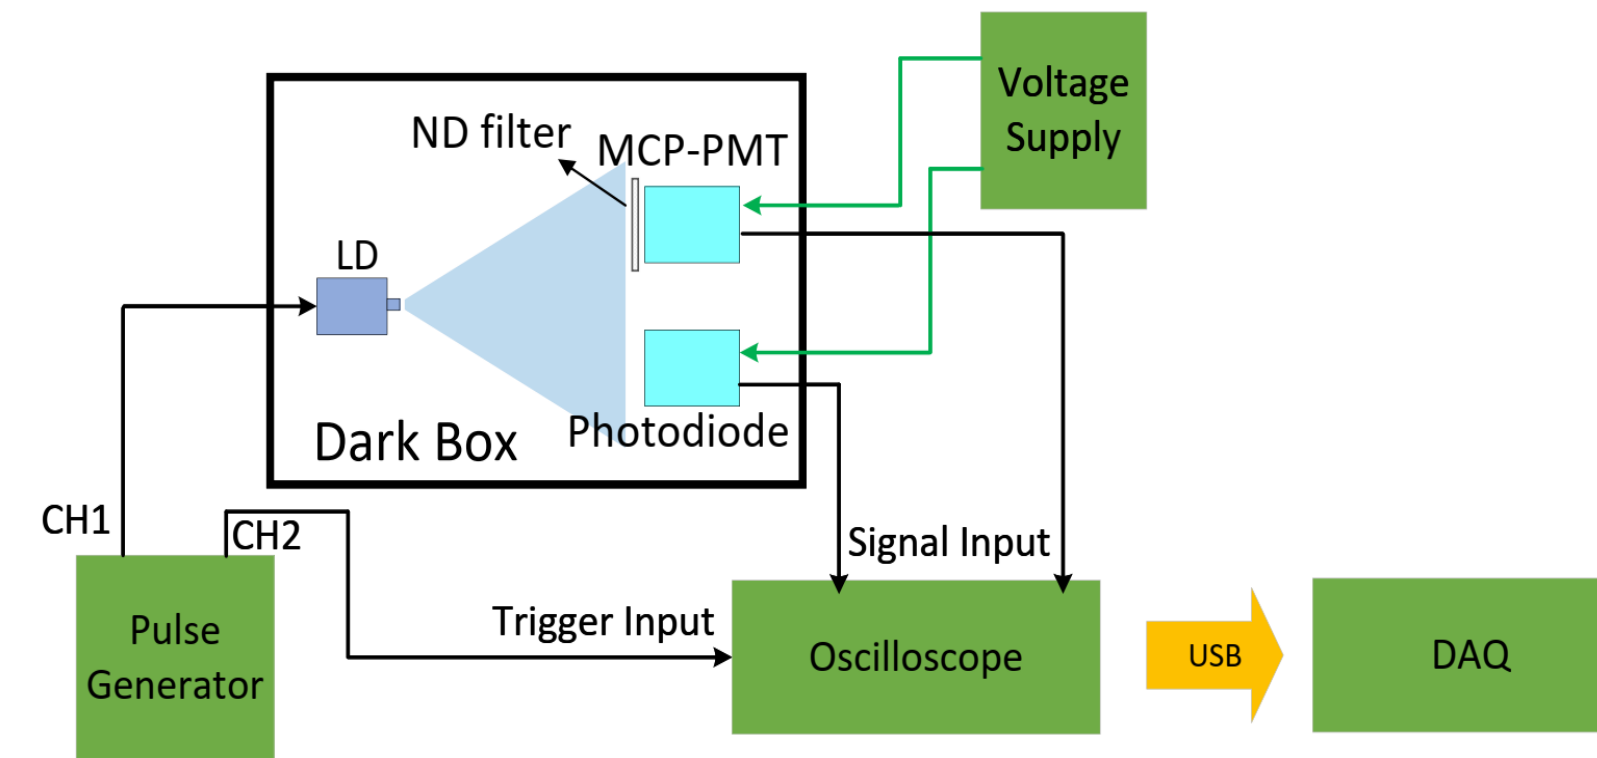 Voltage
Supply
ND filter
MCP-PMT
LD
Photodiode
Dark Box
CH1
CH2
Signal Input
Pulse
Generator
Trigger Input
Oscilloscope
USB
DAQ